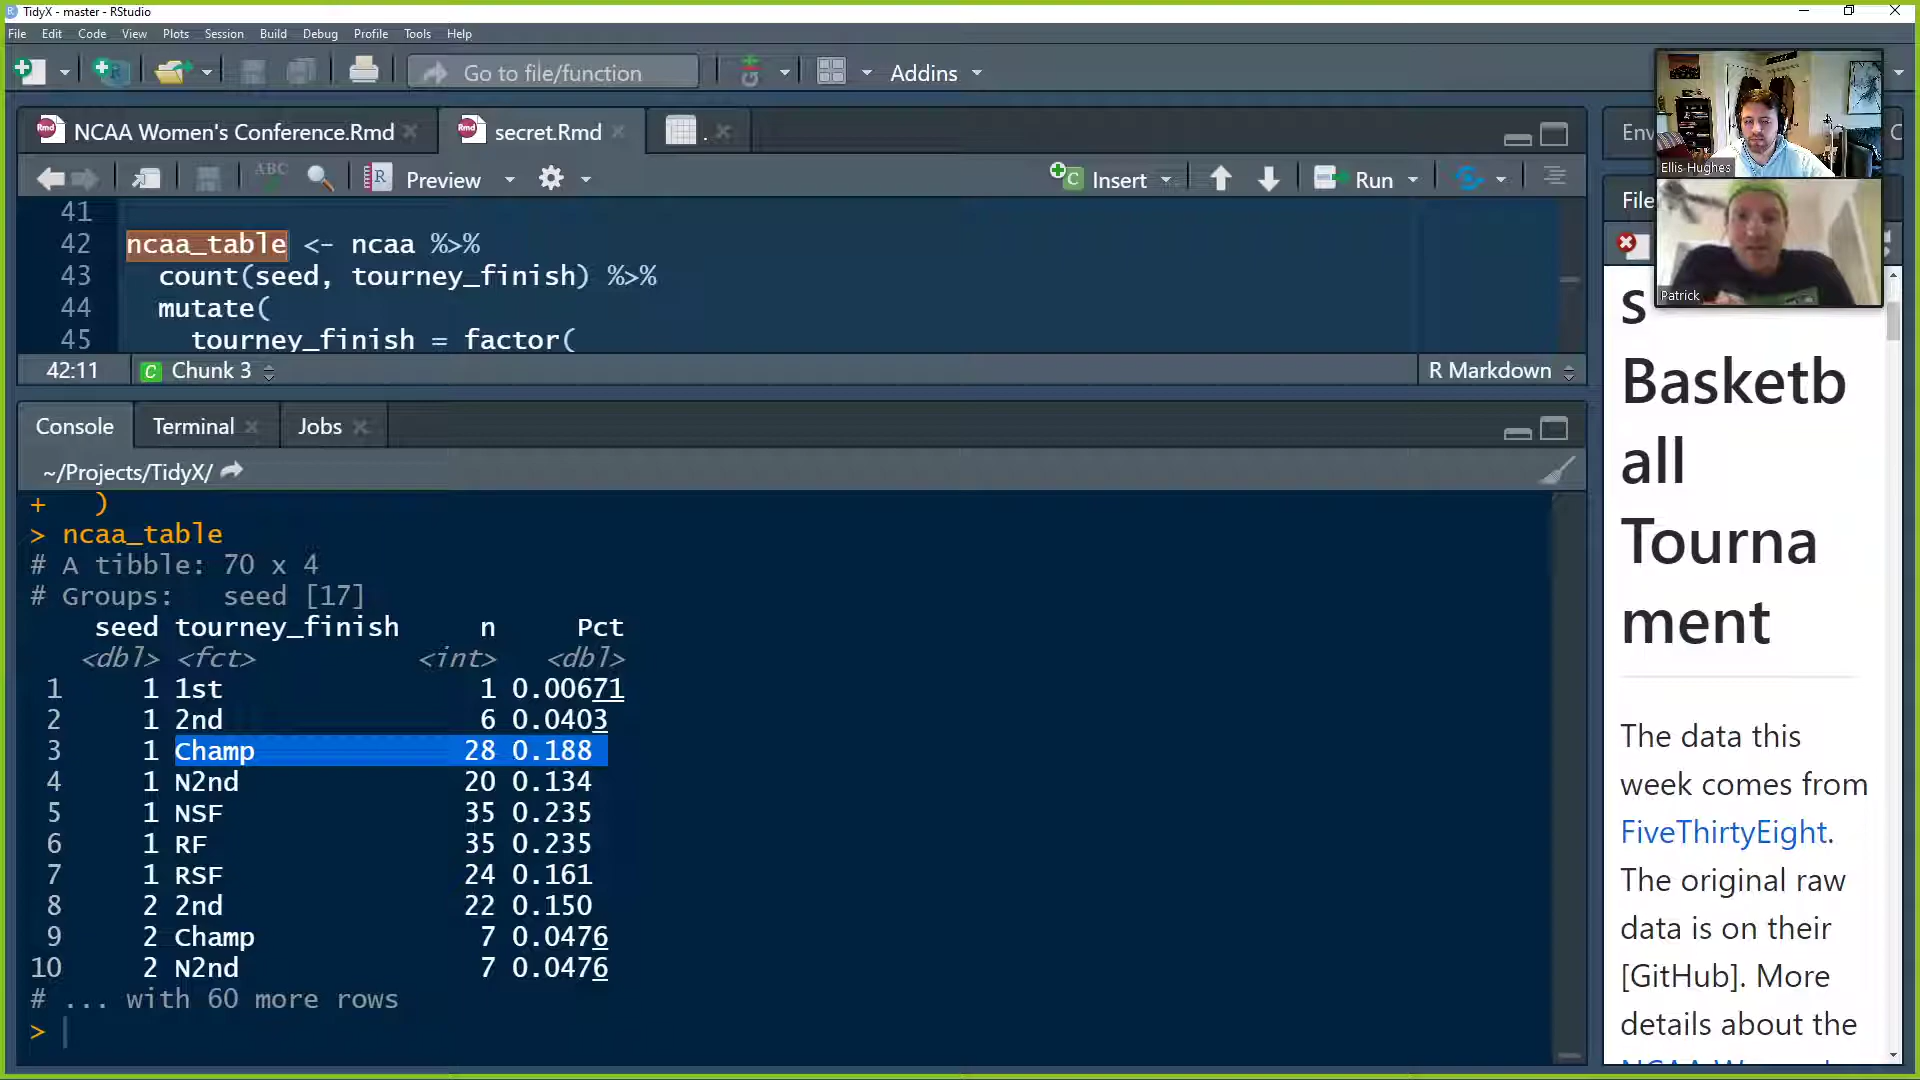 TidyX - master - RStudio
File Edit Code View Plots Session Build Debug Profile Tools Help
Go to file/function
Addins
NCAA Women's Conference.Rmd
secret.Rmd
.
ABC
Preview
Insert
Run
41
42 ncaa_table <- ncaa %>%
43 count(seed, tourney_finish) %>%
44 mutate(
45 tourney_finish = factor(
42:11
Chunk 3
R Markdown
Console
Terminal
Jobs
~/Projects/TidyX/
+ )
> ncaa_table
# A tibble: 70 x 4
# Groups: seed [17]
seed tourney_finish n Pct
<dbl> <fct> <int> <dbl>
1 1 1st 1 0.00671
2 1 2nd 6 0.0403
3 1 Champ 28 0.188
4 1 N2nd 20 0.134
5 1 NSF 35 0.235
6 1 RF 35 0.235
7 1 RSF 24 0.161
8 2 2nd 22 0.150
9 2 Champ 7 0.0476
10 2 N2nd 7 0.0476
# ... with 60 more rows
>
Env
C
Ellis Hughes
File
Patrick
s
Basketb
all
Tourna
ment
The data this
week comes from
FiveThirtyEight.
The original raw
data is on their
[GitHub]. More
details about the